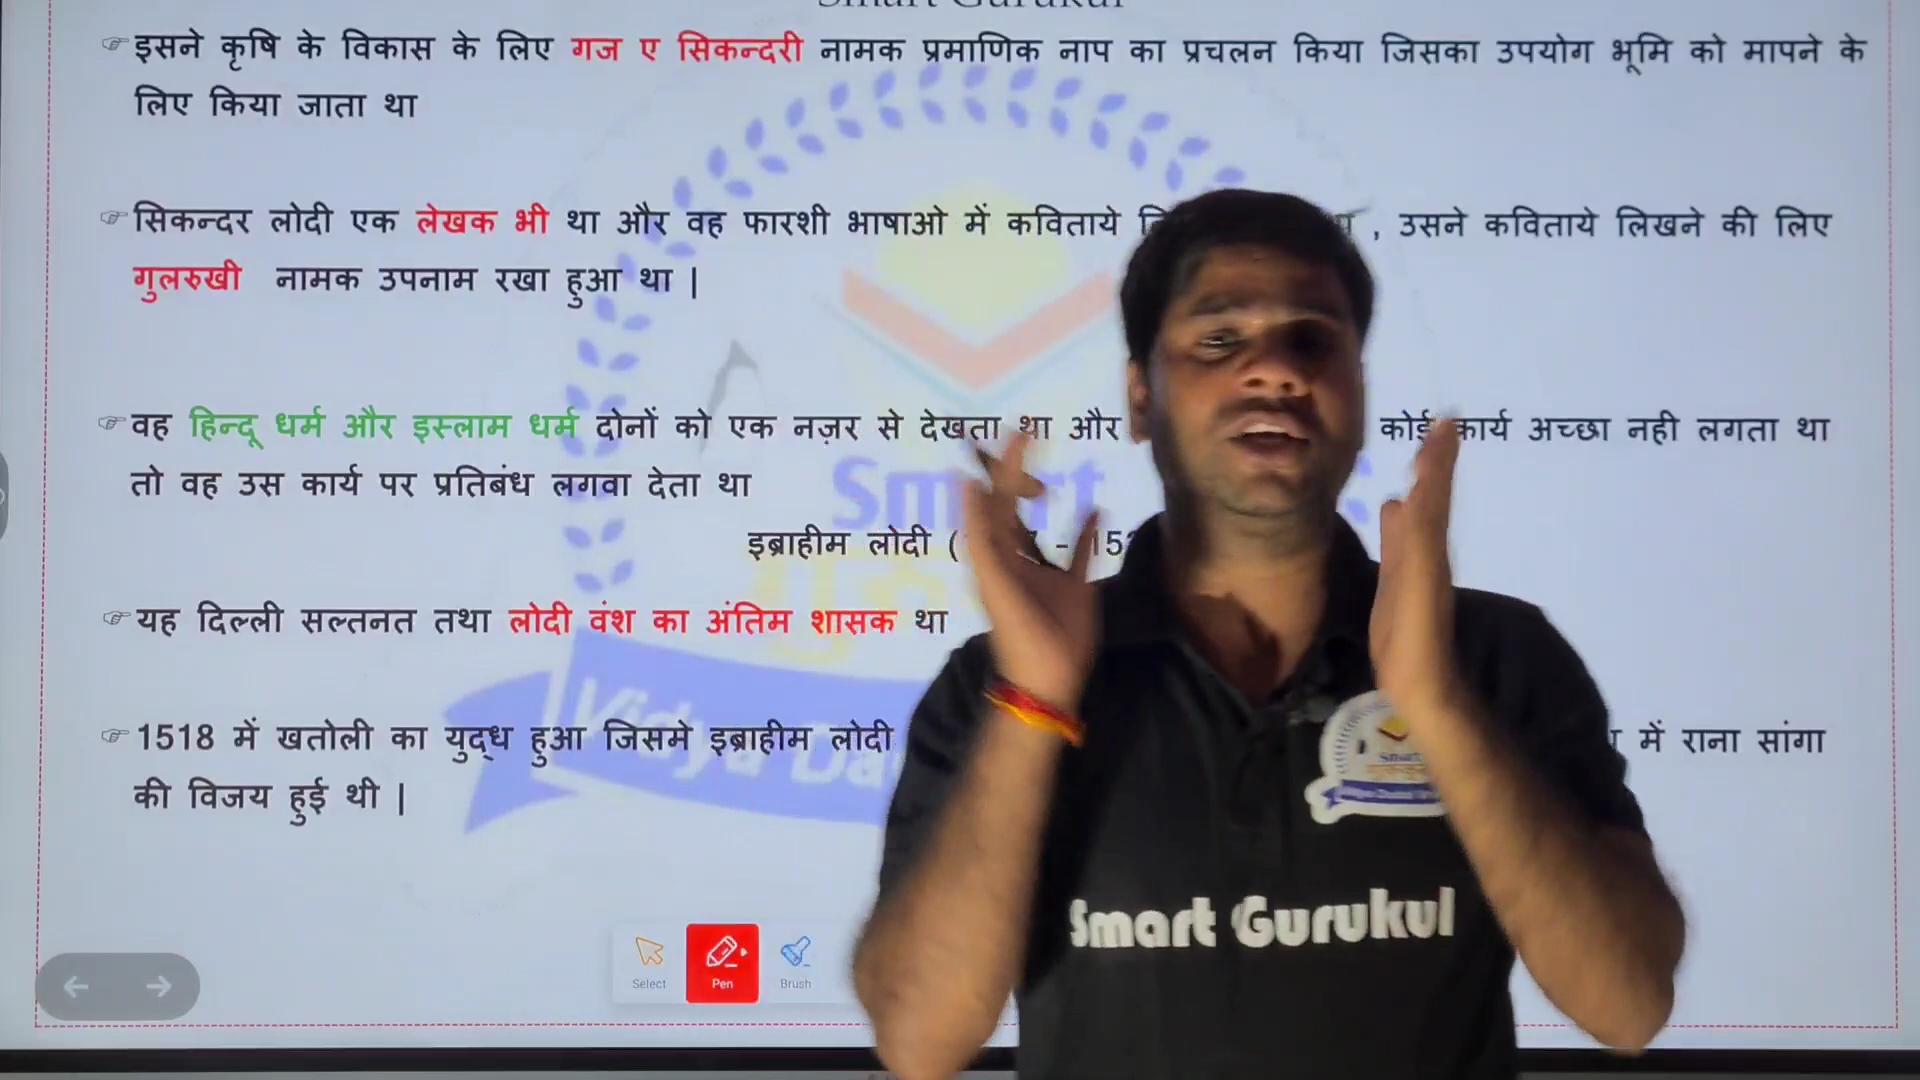 Smart Gurukul
☞ इसने कृषि के विकास के लिए गज ए सिकन्दरी नामक प्रमाणिक नाप का प्रचलन किया जिसका उपयोग भूमि को मापने के
लिए किया जाता था
☞ सिकन्दर लोदी एक लेखक भी था और वह फारशी भाषाओ में कविताये , उसने कविताये लिखने की लिए
गुलरुखी नामक उपनाम रखा हुआ था |
☞ वह हिन्दू धर्म और इस्लाम धर्म दोनों को एक नज़र से देखता था और कोई कार्य अच्छा नही लगता था
तो वह उस कार्य पर प्रतिबंध लगवा देता था
Smart
इब्राहीम लोदी (
☞ यह दिल्ली सल्तनत तथा लोदी वंश का अंतिम शासक था
☞ 1518 में खतोली का युद्ध हुआ जिसमे इब्राहीम लोदी में राना सांगा
की विजय हुई थी |
Vidya
Smart
Smart Gurukul
Select
Pen
Brush